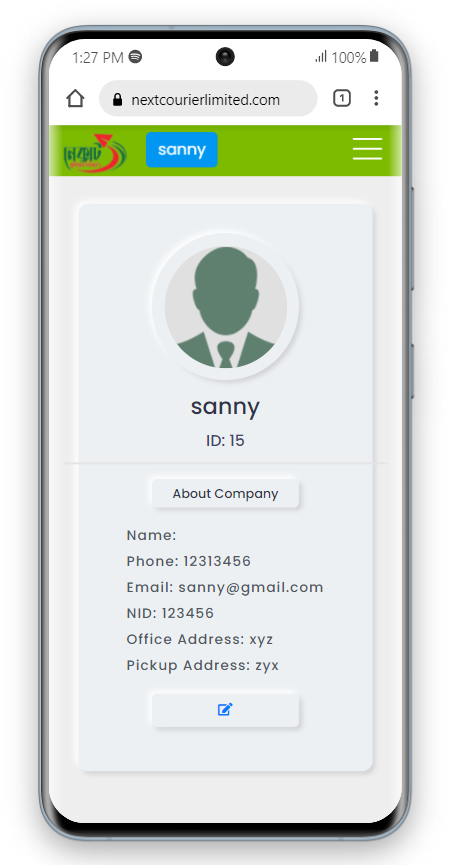 1:27 PM 100%
nextcourierlimited.com 1
নেক্সট
sanny
sanny
ID: 15
About Company
Name:
Phone: 12313456
Email: sanny@gmail.com
NID: 123456
Office Address: xyz
Pickup Address: zyx